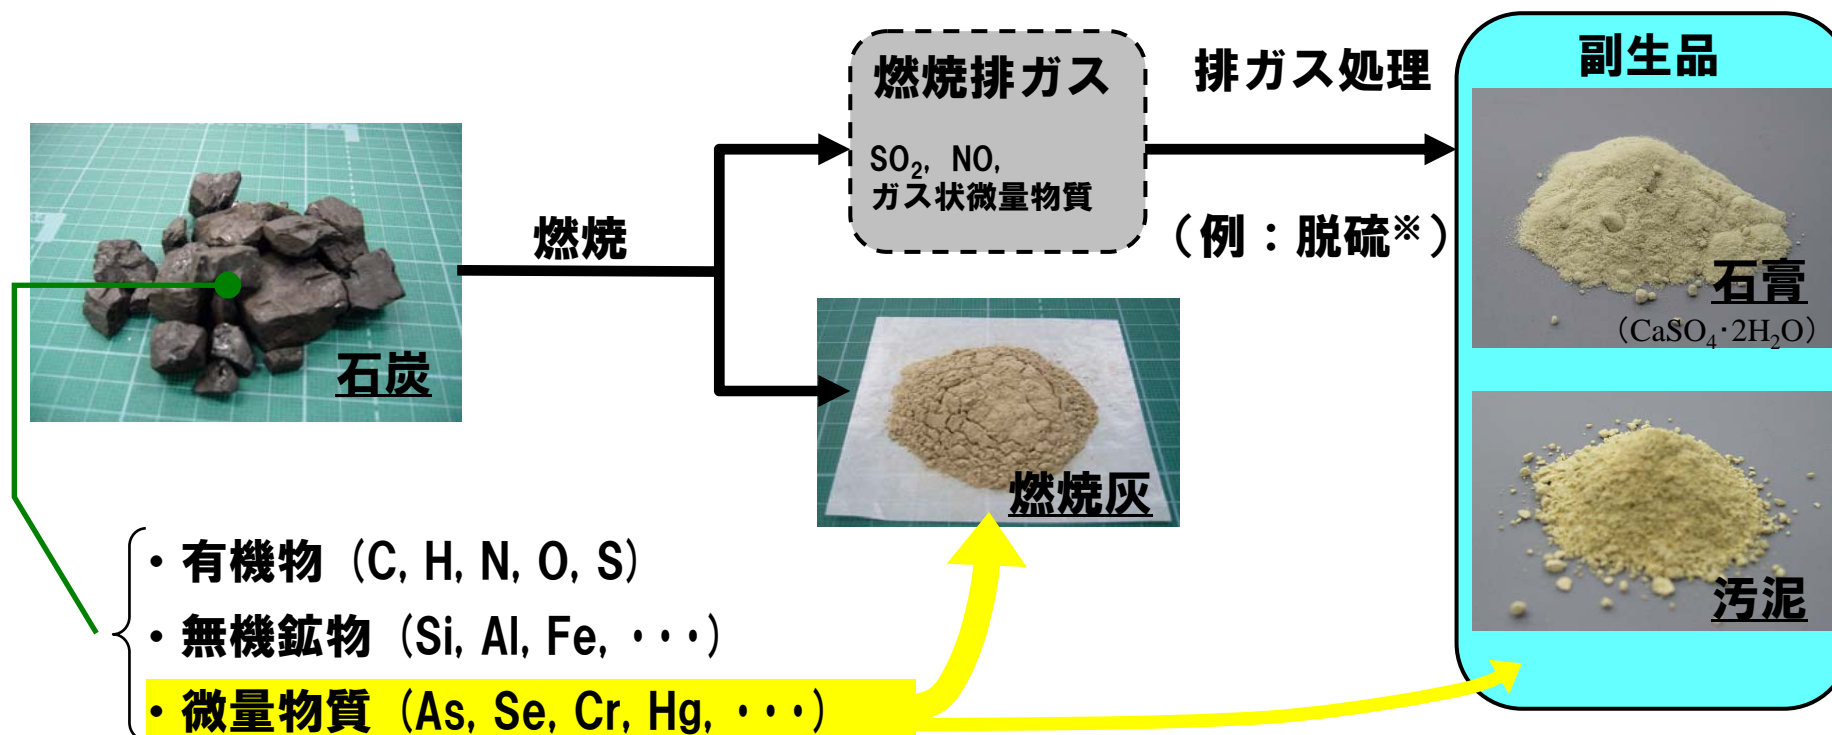 副生品
燃焼排ガス
SO₂, NO,
ガス状微量物質
排ガス処理
(例：脱硫※)
燃焼
石炭
石膏
(CaSO₄·2H₂O)
燃焼灰
汚泥
・有機物 (C, H, N, O, S)
・無機鉱物 (Si, Al, Fe, ・・・)
・微量物質 (As, Se, Cr, Hg, ・・・)